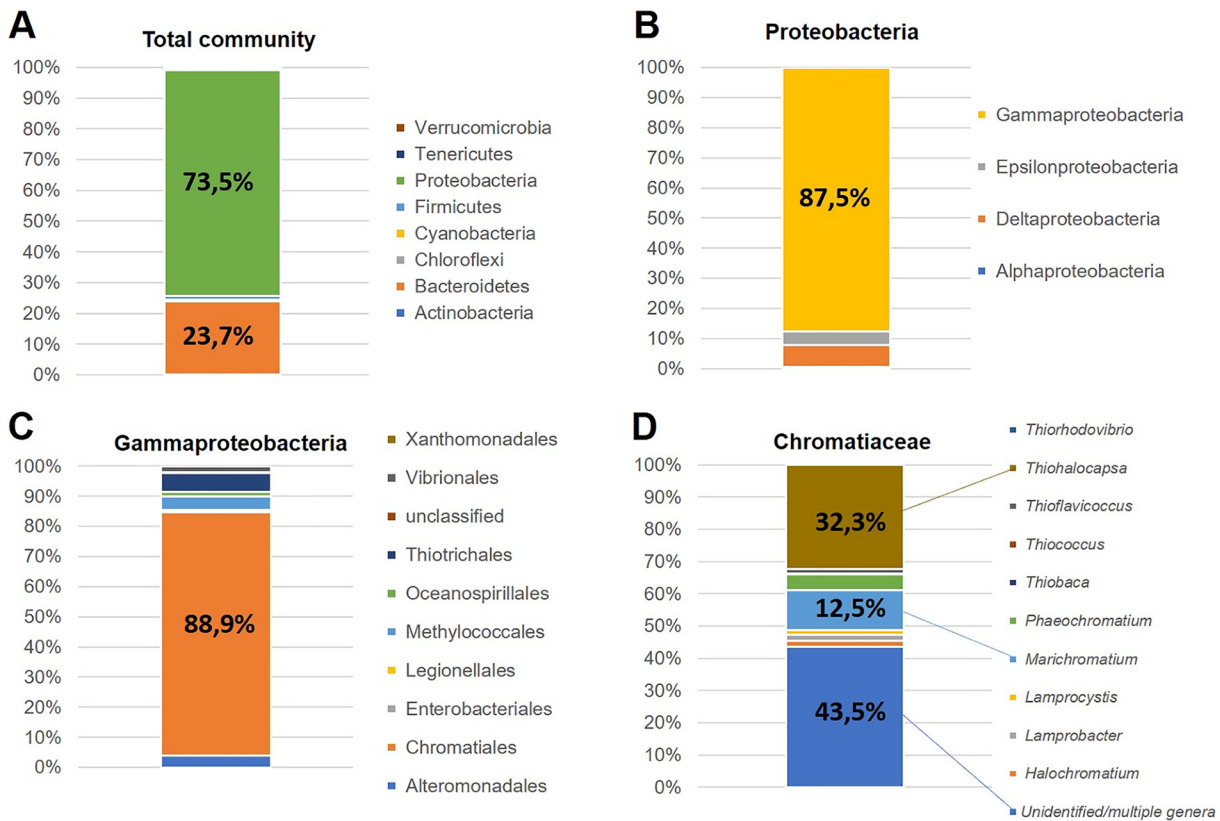 A
Total community
100%
90%
80%
70%
60%
50%
40%
30%
20%
10%
0%
73,5%
23,7%
Verrucomicrobia
Tenericutes
Proteobacteria
Firmicutes
Cyanobacteria
Chloroflexi
Bacteroidetes
Actinobacteria
B
Proteobacteria
100%
90%
80%
70%
60%
50%
40%
30%
20%
10%
0%
87,5%
Gammaproteobacteria
Epsilonproteobacteria
Deltaproteobacteria
Alphaproteobacteria
C
Gammaproteobacteria
100%
90%
80%
70%
60%
50%
40%
30%
20%
10%
0%
88,9%
Xanthomonadales
Vibrionales
unclassified
Thiotrichales
Oceanospirillales
Methylococcales
Legionellales
Enterobacteriales
Chromatiales
Alteromonadales
D
Chromatiaceae
100%
90%
80%
70%
60%
50%
40%
30%
20%
10%
0%
32,3%
12,5%
43,5%
Thiorhodovibrio
Thiohalocapsa
Thioflavicoccus
Thiococcus
Thiobaca
Phaeochromatium
Marichromatium
Lamprocystis
Lamprobacter
Halochromatium
Unidentified/multiple genera